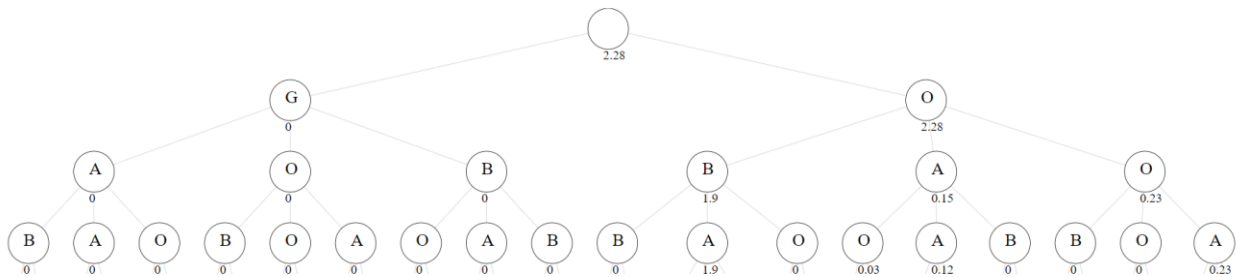 2.28
G O
0 2.28
A O B B A O
0 0 0 1.9 0.15 0.23
B A O B O A O A B B A O O A B B O A
0 0 0 0 0 0 0 0 0 0 1.9 0 0.03 0.12 0 0 0 0.23